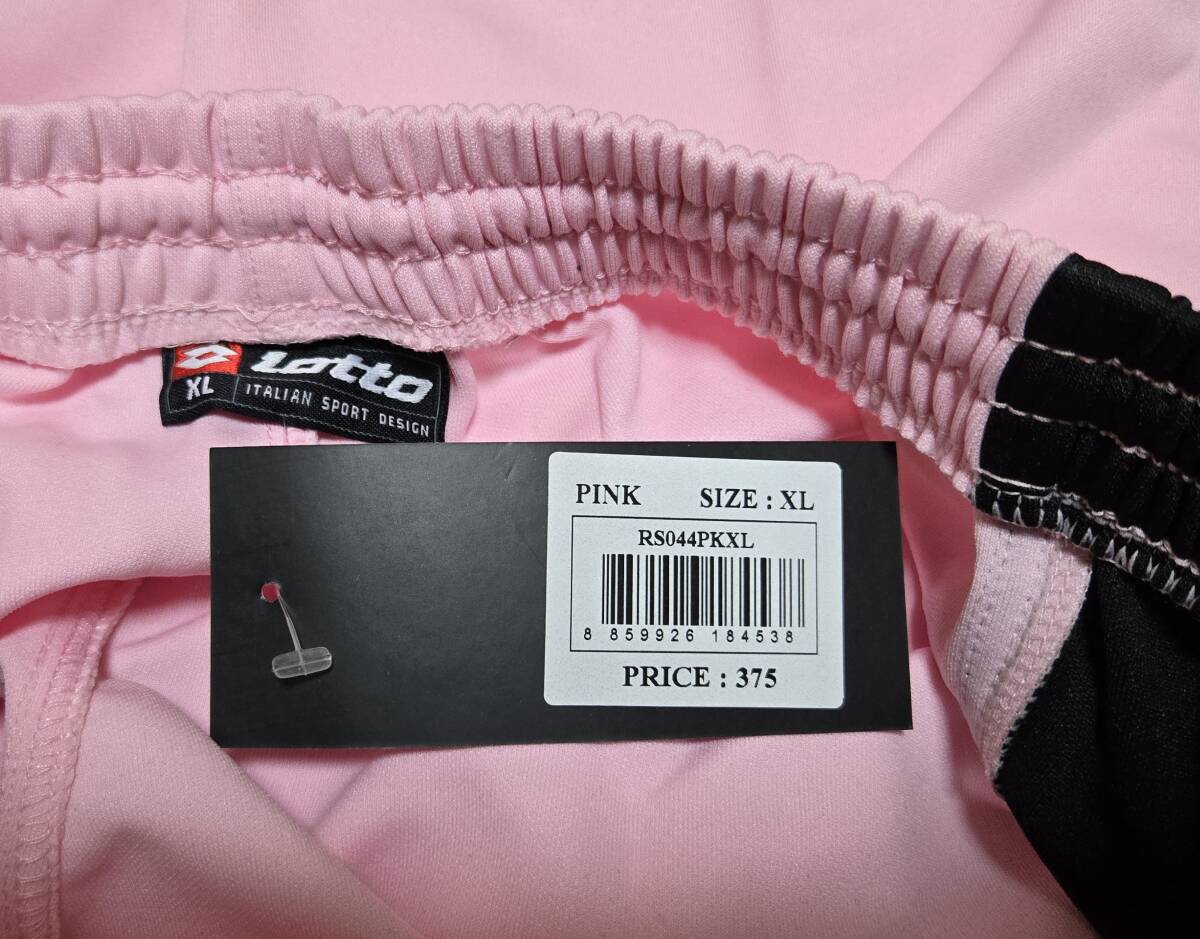 lotto
XL
ITALIAN SPORT DESIGN
PINK SIZE : XL
RS044PKXL
8 859926 184538
PRICE : 375